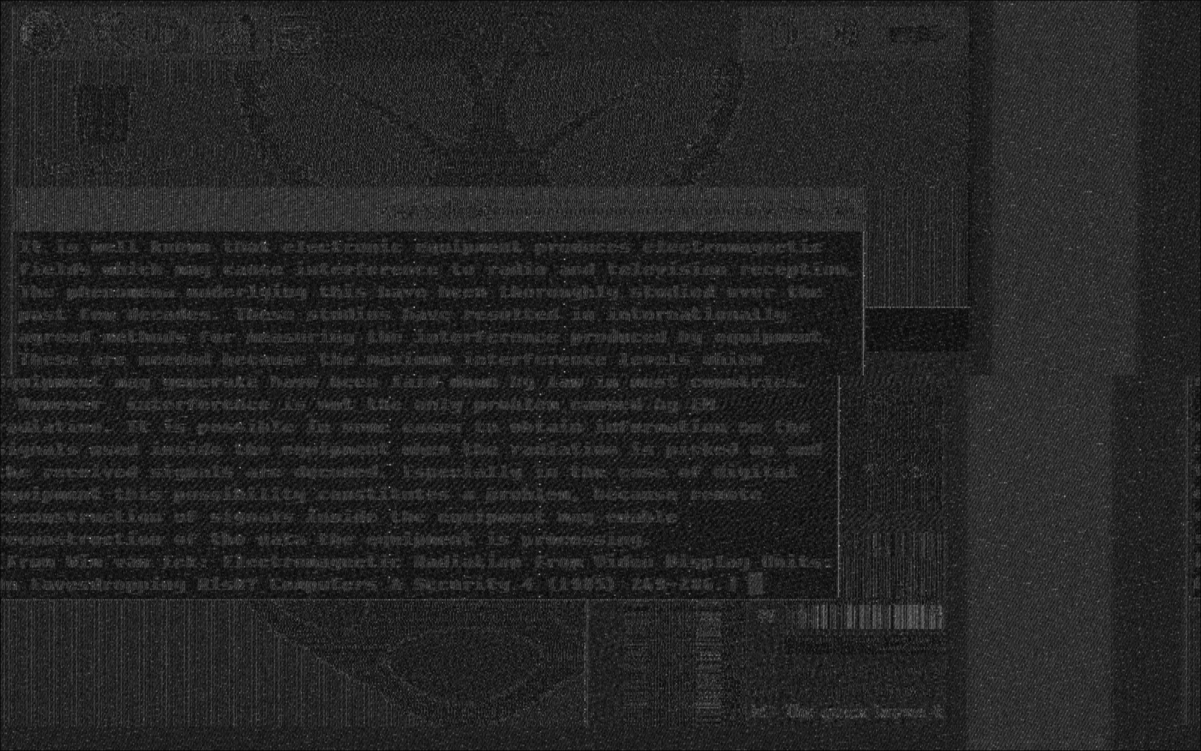 It is well known that electronic equipment produces electromagnetic
fields which may cause interference to radio and television reception.
The phenomena underlying this have been thoroughly studied over the
past few decades. These studies have resulted in internationally
agreed methods for measuring the interference produced by equipment.
These are needed because the maximum interference levels which
equipment may generate have been laid down by law in most countries.
However, interference is not the only problem caused by EM
radiation. It is possible in some cases to obtain information on the
signals used inside the equipment when the radiation is picked up and
the received signals are decoded. Especially in the case of digital
equipment this possibility constitutes a problem, because remote
reconstruction of signals inside the equipment may enable
reconstruction of the data the equipment is processing.
From Wim van Eck: Electromagnetic Radiation from Video Display Units:
An Eavesdropping Risk? Computers & Security 4 (1985) 269-286.]
The quick brown